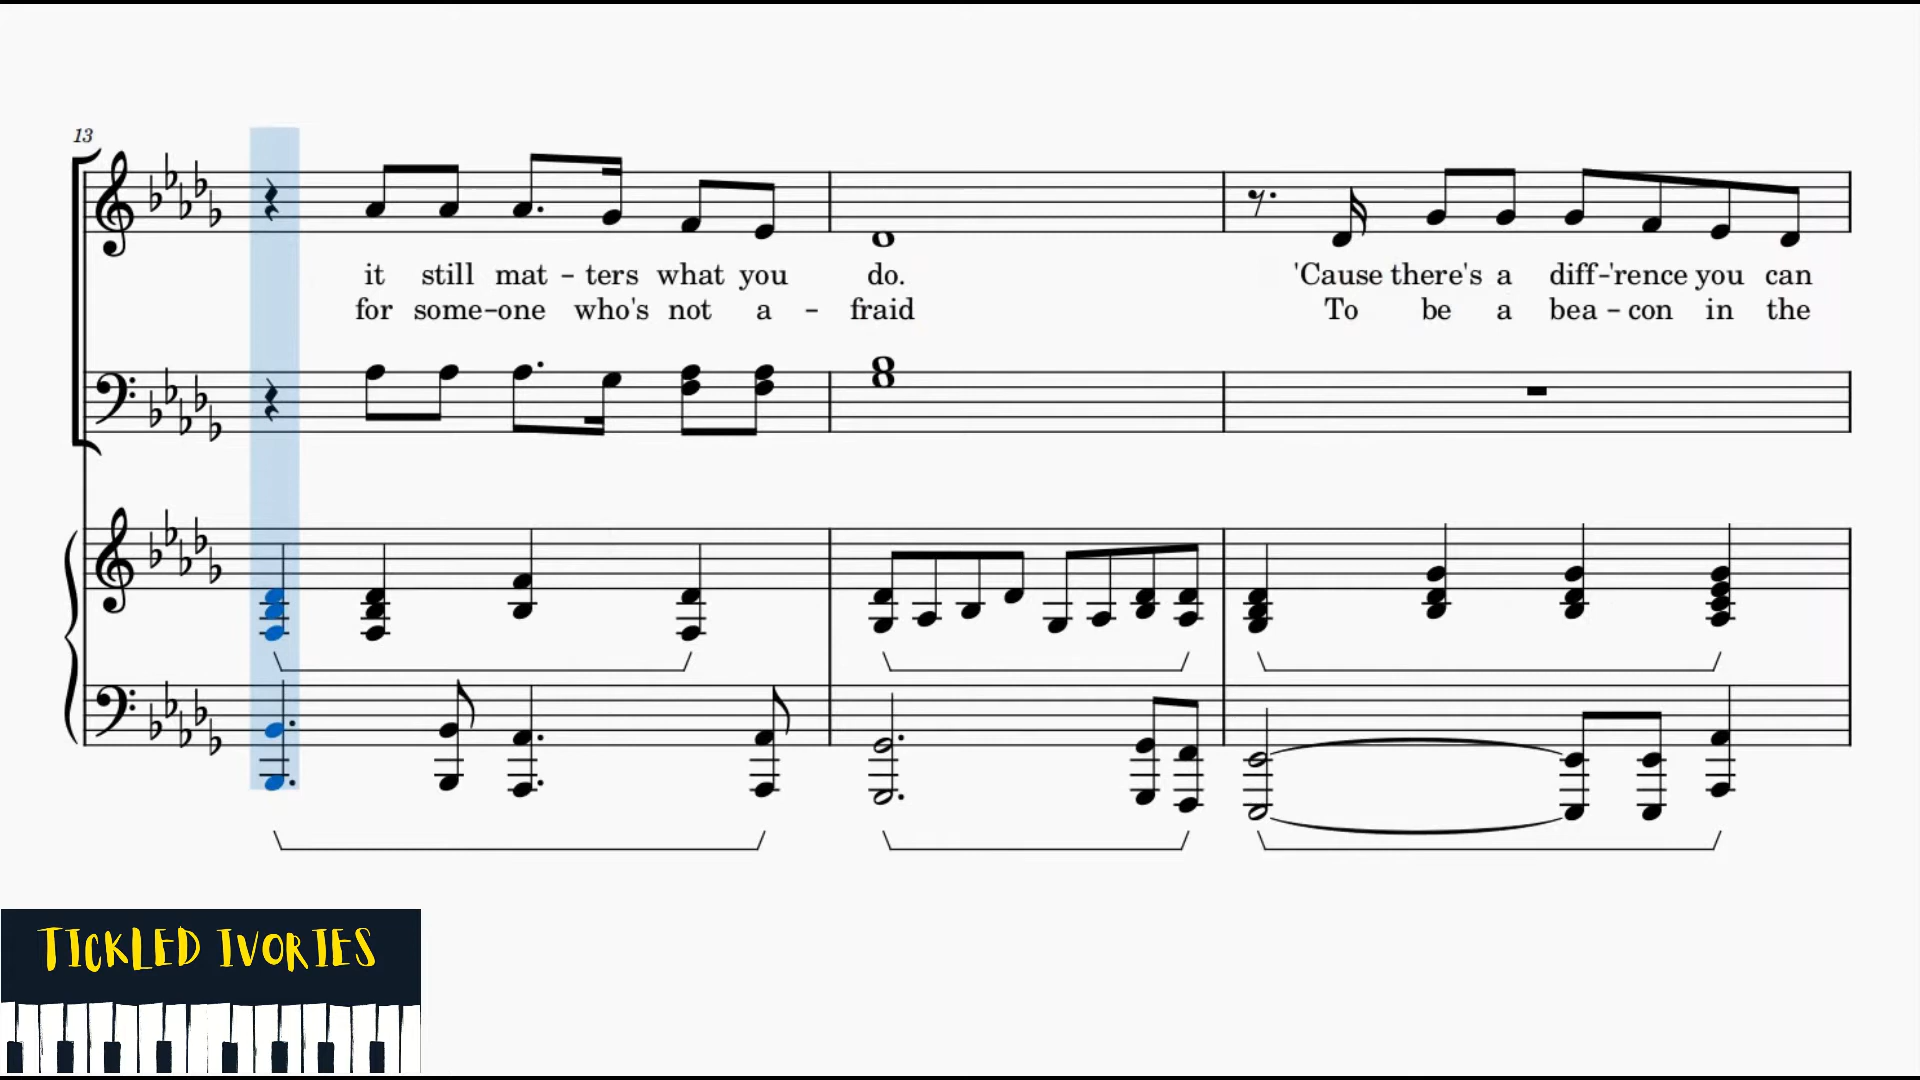 13
it still mat - ters what you do. 'Cause there's a diff-'rence you can
for some-one who's not a - fraid To be a bea - con in the
TICKLED IVORIES